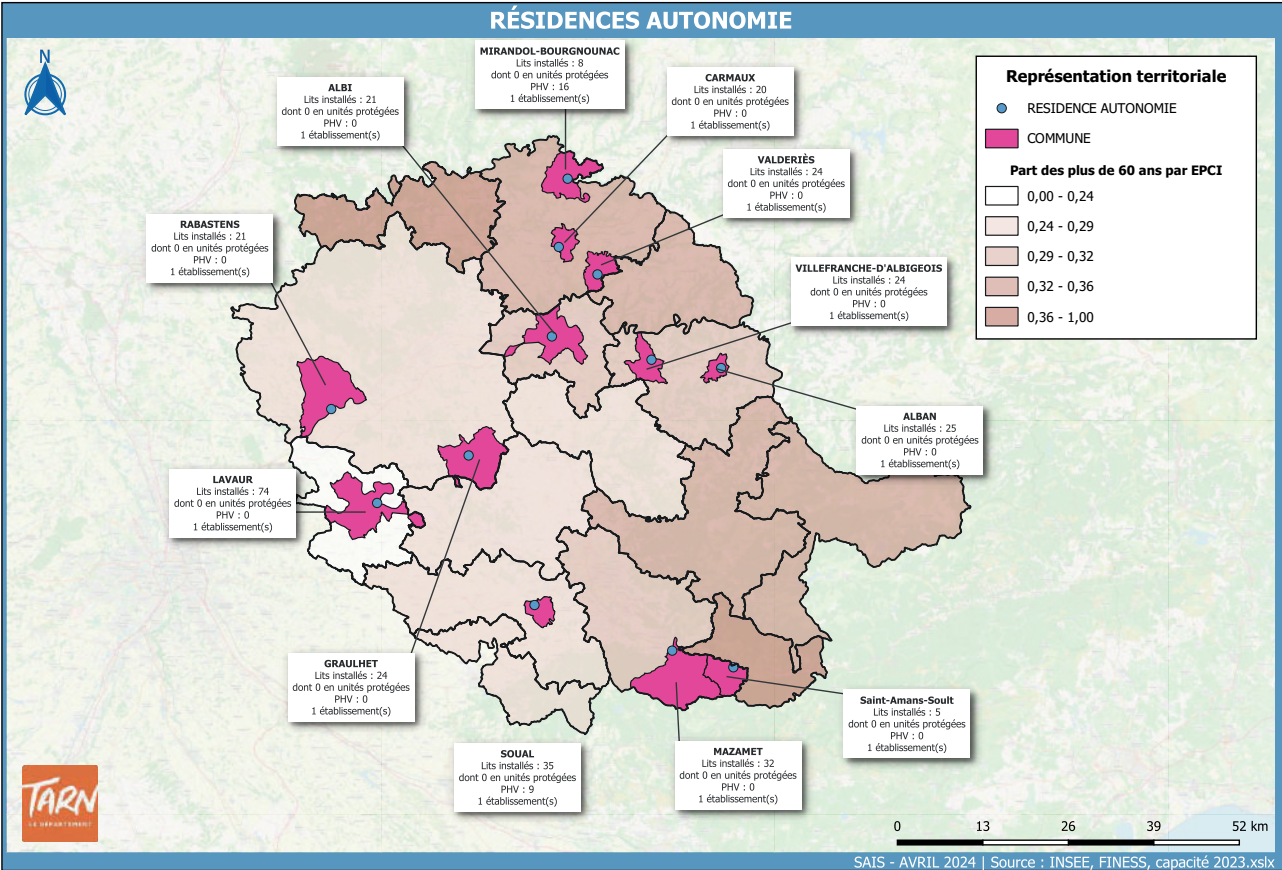 RÉSIDENCES AUTONOMIE
N
MIRANDOL-BOURGNOUNAC
Lits installés : 8
dont 0 en unités protégées
PHV : 16
1 établissement(s)
CARMAUX
Lits installés : 20
dont 0 en unités protégées
PHV : 0
1 établissement(s)
ALBI
Lits installés : 21
dont 0 en unités protégées
PHV : 0
1 établissement(s)
VALDERIÈS
Lits installés : 24
dont 0 en unités protégées
PHV : 0
1 établissement(s)
RABASTENS
Lits installés : 21
dont 0 en unités protégées
PHV : 0
1 établissement(s)
VILLEFRANCHE-D'ALBIGEOIS
Lits installés : 24
dont 0 en unités protégées
PHV : 0
1 établissement(s)
ALBAN
Lits installés : 25
dont 0 en unités protégées
PHV : 0
1 établissement(s)
LAVAUR
Lits installés : 74
dont 0 en unités protégées
PHV : 0
1 établissement(s)
GRAULHET
Lits installés : 24
dont 0 en unités protégées
PHV : 0
1 établissement(s)
Saint-Amans-Soult
Lits installés : 5
dont 0 en unités protégées
PHV : 0
1 établissement(s)
SOUAL
Lits installés : 35
dont 0 en unités protégées
PHV : 9
1 établissement(s)
MAZAMET
Lits installés : 32
dont 0 en unités protégées
PHV : 0
1 établissement(s)
Représentation territoriale
RESIDENCE AUTONOMIE
COMMUNE
Part des plus de 60 ans par EPCI
0,00 - 0,24
0,24 - 0,29
0,29 - 0,32
0,32 - 0,36
0,36 - 1,00
TARN
LE DÉPARTEMENT
0 13 26 39 52 km
SAIS - AVRIL 2024 | Source : INSEE, FINESS, capacité 2023.xslx